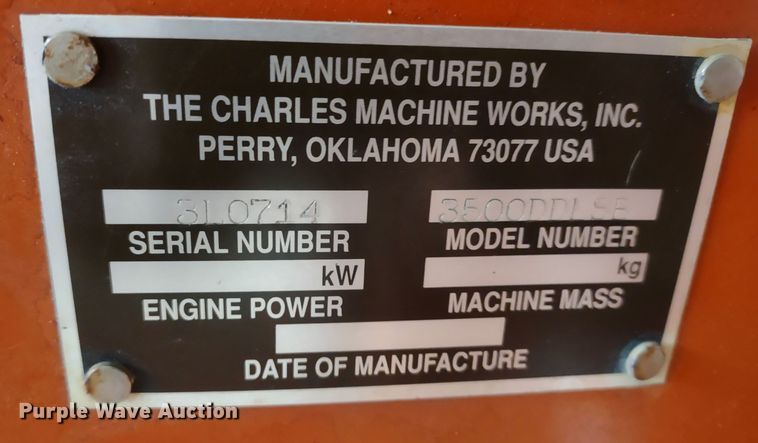 MANUFACTURED BY
THE CHARLES MACHINE WORKS, INC.
PERRY, OKLAHOMA 73077 USA
3L0714 3500DDLSE
SERIAL NUMBER MODEL NUMBER
kW kg
ENGINE POWER MACHINE MASS
DATE OF MANUFACTURE
Purple Wave Auction